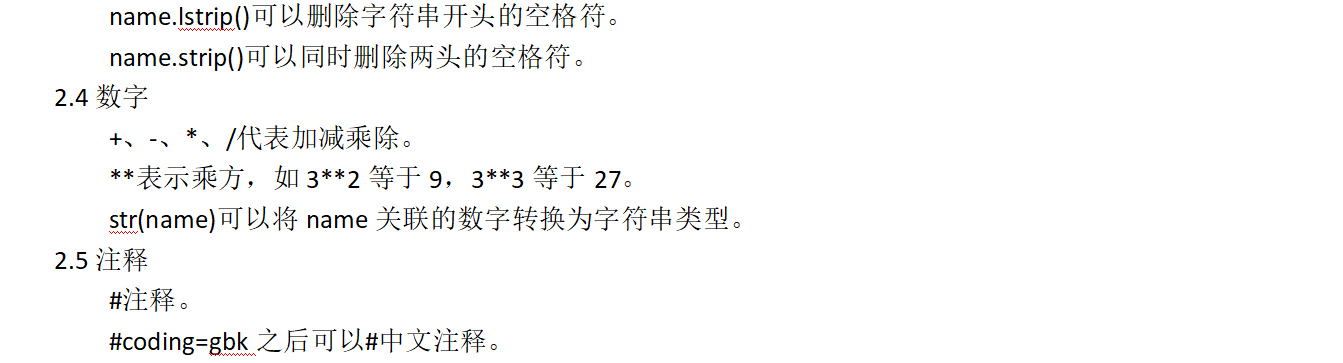 name.lstrip()可以删除字符串开头的空格符。
name.strip()可以同时删除两头的空格符。
2.4 数字
+、-、*、/代表加减乘除。
**表示乘方，如 3**2 等于 9，3**3 等于 27。
str(name)可以将 name 关联的数字转换为字符串类型。
2.5 注释
#注释。
#coding=gbk 之后可以#中文注释。